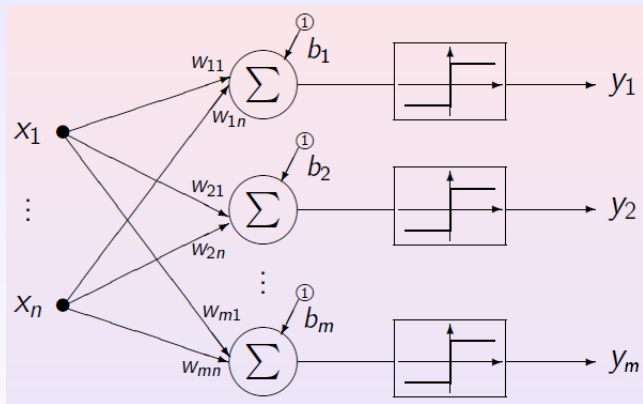 ①
b₁
w₁₁
∑
y₁
w₁ₙ
x₁
①
b₂
w₂₁
∑
y₂
⋮
w₂ₙ
⋮
①
xₙ
wₘ₁
bₘ
∑
yₘ
wₘₙ